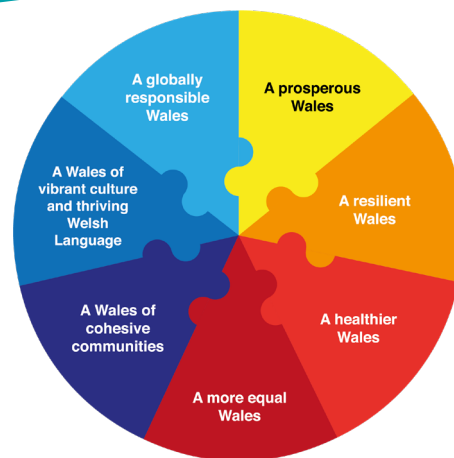 A prosperous
Wales
A resilient
Wales
A healthier
Wales
A more equal
Wales
A Wales of
cohesive
communities
A Wales of
vibrant culture
and thriving
Welsh
Language
A globally
responsible
Wales